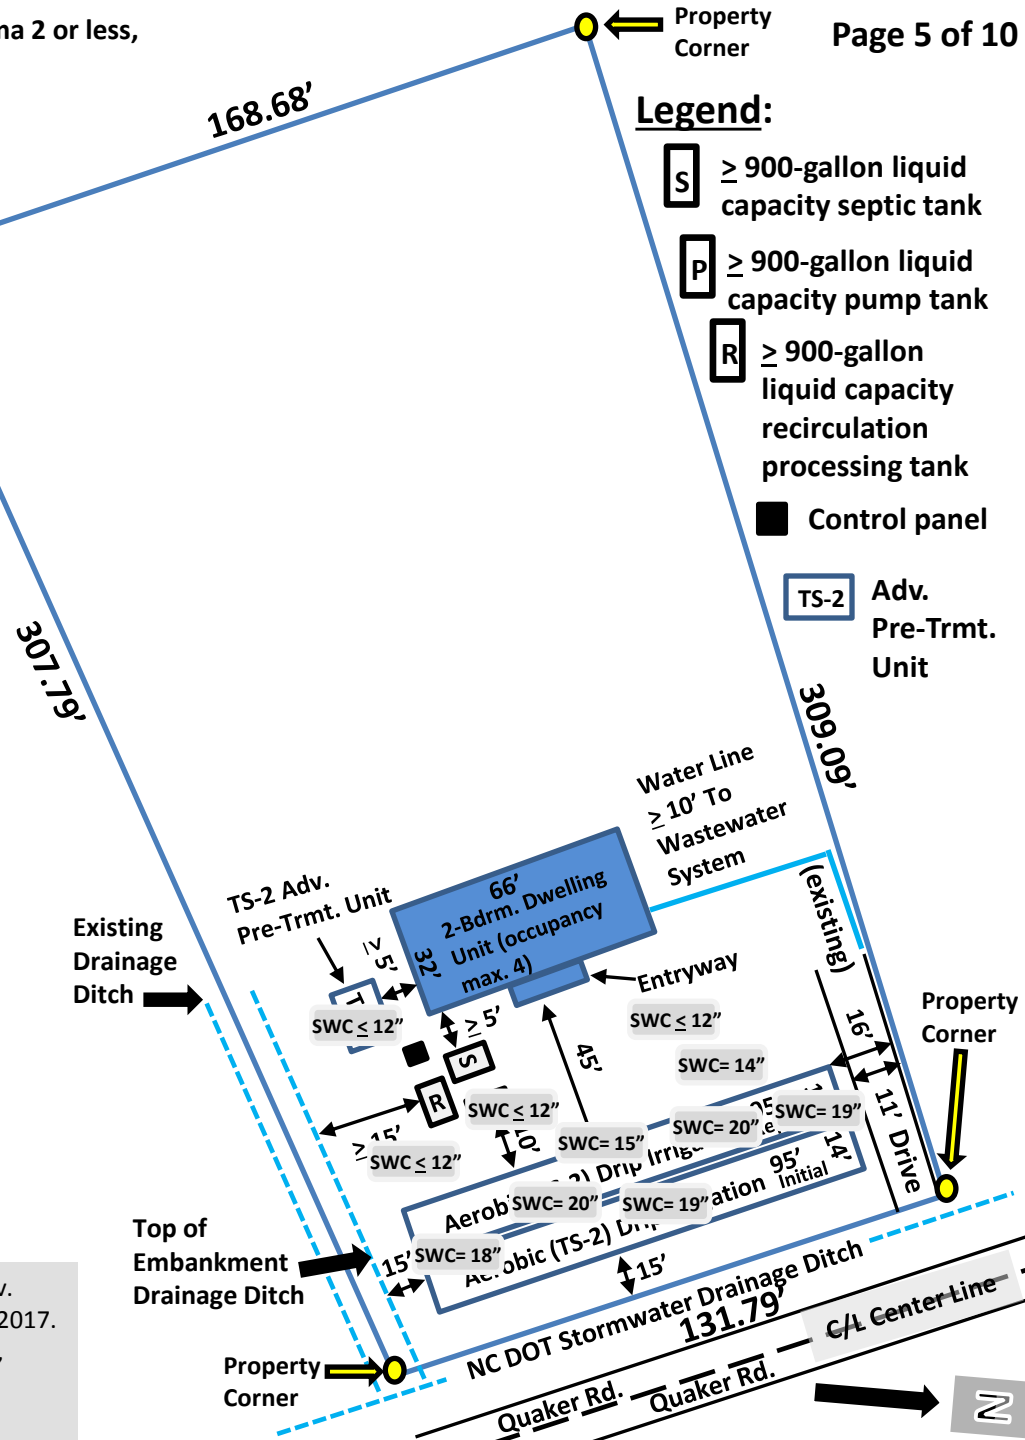 na 2 or less,
Property
Corner
Page 5 of 10
168.68’
Legend:
S
≥ 900-gallon liquid
capacity septic tank
P
≥ 900-gallon liquid
capacity pump tank
R
≥ 900-gallon
liquid capacity
recirculation
processing tank
Control panel
TS-2
Adv.
Pre-Trmt.
Unit
307.79’
309.09’
Water Line
≥ 10’ To
Wastewater
System
(existing)
TS-2 Adv.
Pre-Trmt. Unit
66’
2-Bdrm. Dwelling
Unit (occupancy
max. 4)
32’
≥ 5’
Existing
Drainage
Ditch
Entryway
SWC ≤ 12”
SWC ≤ 12”
≥ 5’
45’
16’
Property
Corner
S
R
SWC= 14”
11’ Drive
≥ 15’
SWC ≤ 12”
10’
SWC= 15”
SWC= 20”
SWC= 19”
SWC ≤ 12”
14’
95’
Initial
SWC= 20”
SWC= 19”
Drip
Aerobic (TS-2)
SWC= 18”
Top of
Embankment
Drainage Ditch
15’
15’
NC DOT Stormwater Drainage Ditch
131.79’
C/L Center Line
v.
2017.
Property
Corner
Quaker Rd.
Quaker Rd.
N